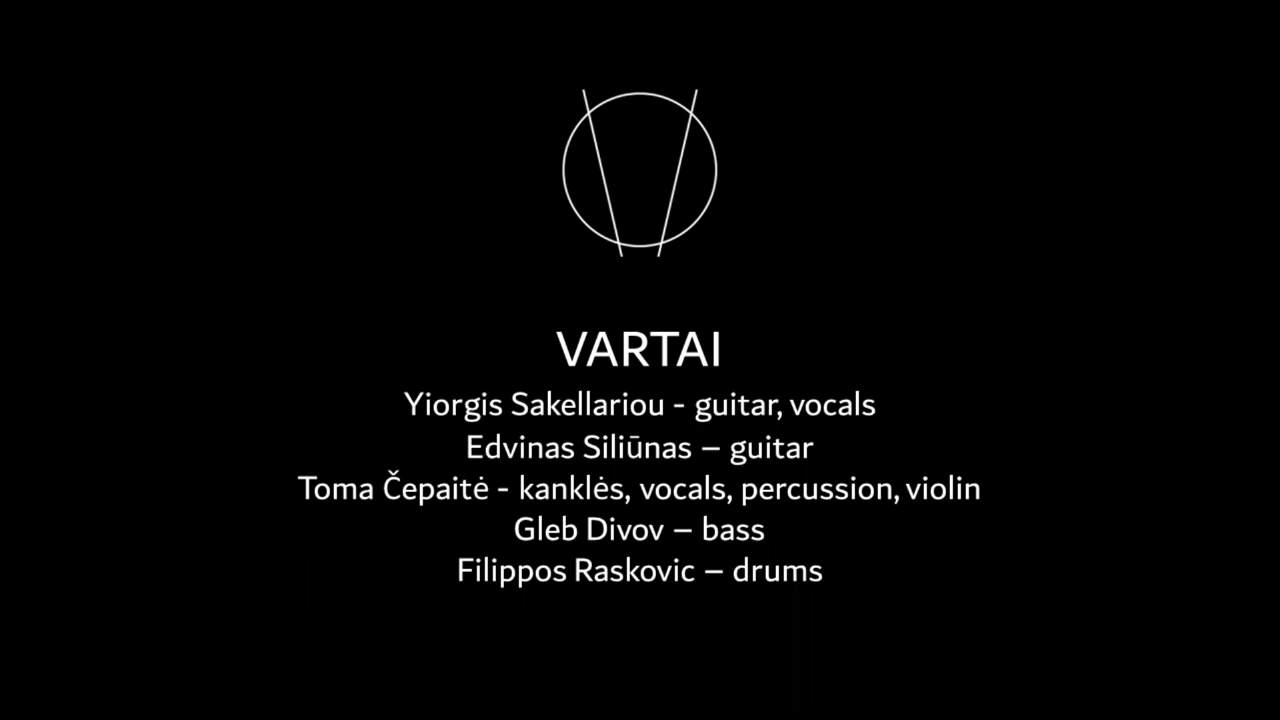 VARTAI
Yiorgis Sakellariou - guitar, vocals
Edvinas Siliūnas – guitar
Toma Čepaitė - kanklės, vocals, percussion, violin
Gleb Divov – bass
Filippos Raskovic – drums